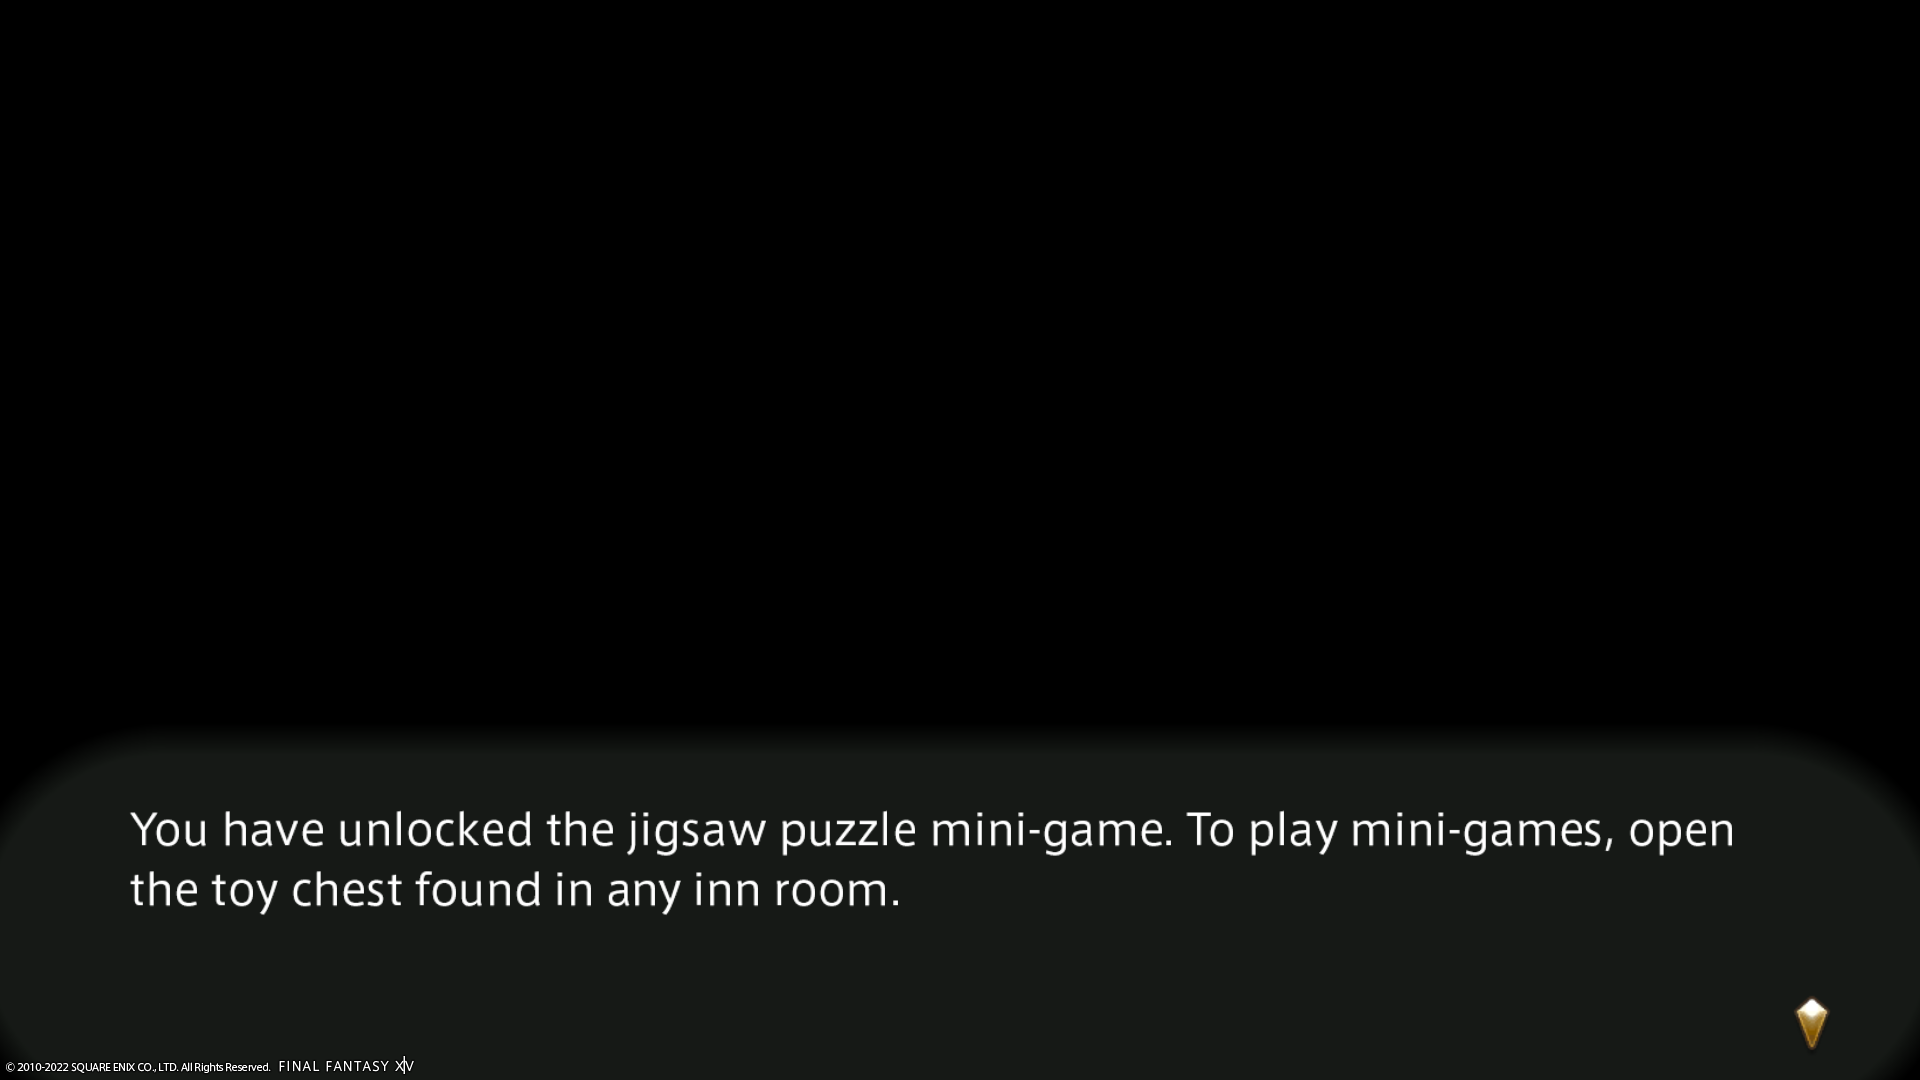 You have unlocked the jigsaw puzzle mini-game. To play mini-games, open
the toy chest found in any inn room.
© 2010-2022 SQUARE ENIX CO., LTD. All Rights Reserved. FINAL FANTASY XIV